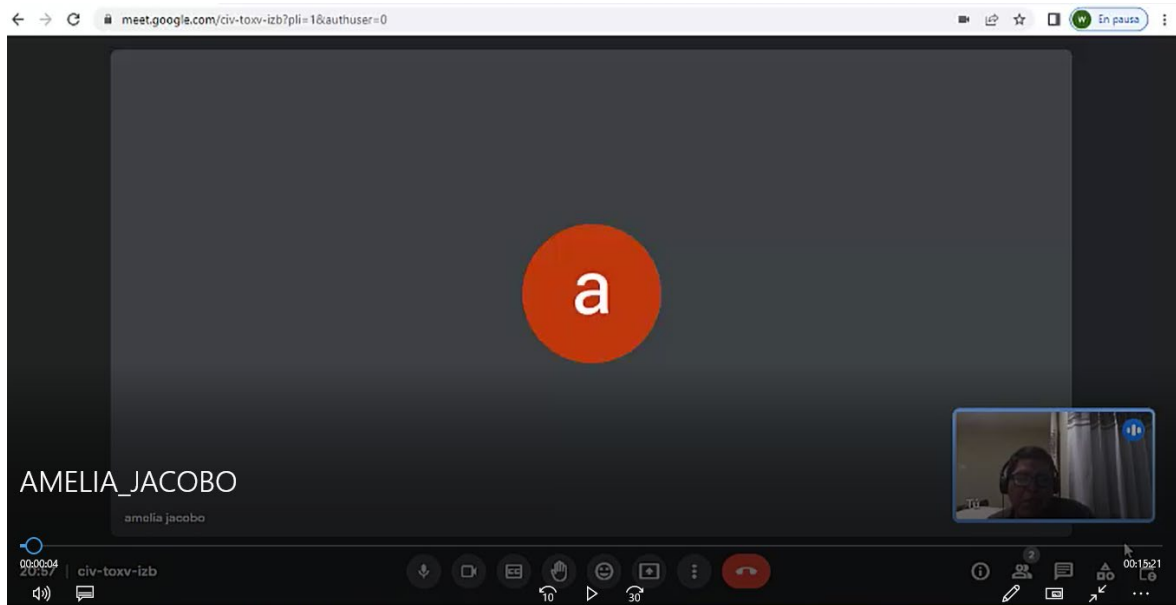 meet.google.com/civ-toxv-izb?pli=1&authuser=0
W En pausa
a
Tú
AMELIA_JACOBO
amelia jacobo
00:00:04
2
00:15:21
20:57 | civ-toxv-izb
CC
10
30